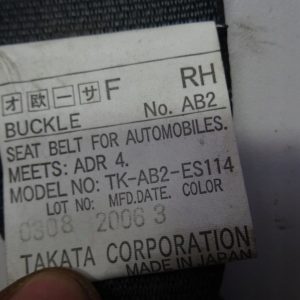 オ 欧 一 サ F RH
BUCKLE No. AB2
SEAT BELT FOR AUTOMOBILES.
MEETS: ADR 4.
MODEL NO: TK-AB2-ES114
LOT NO: MFD.DATE. COLOR
0308 2006 3
TAKATA CORPORATION
MADE IN JAPAN